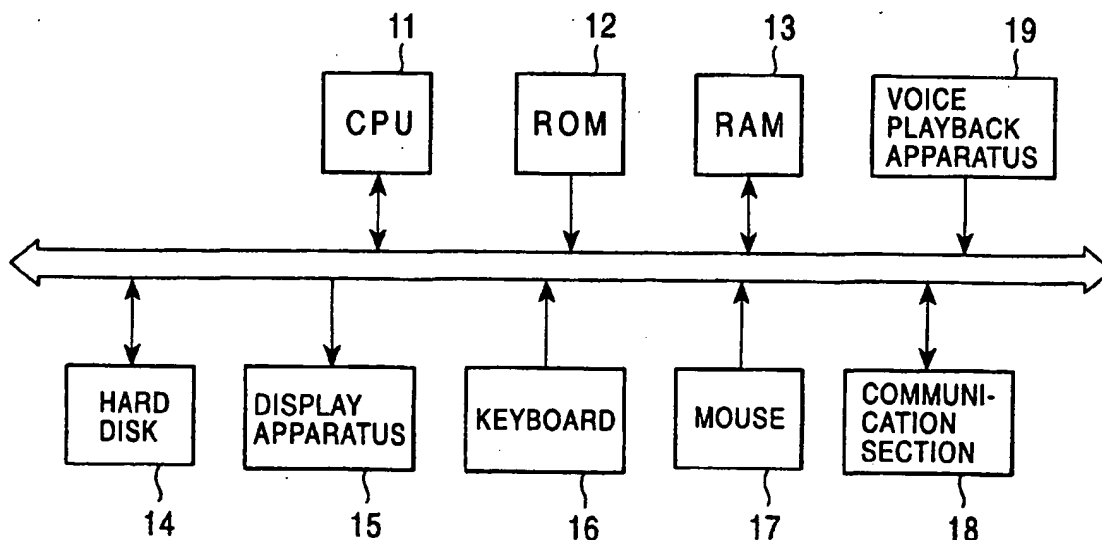 11
12
13
19
CPU
ROM
RAM
VOICE
PLAYBACK
APPARATUS
HARD
DISK
DISPLAY
APPARATUS
KEYBOARD
MOUSE
COMMUNI-
CATION
SECTION
14
15
16
17
18